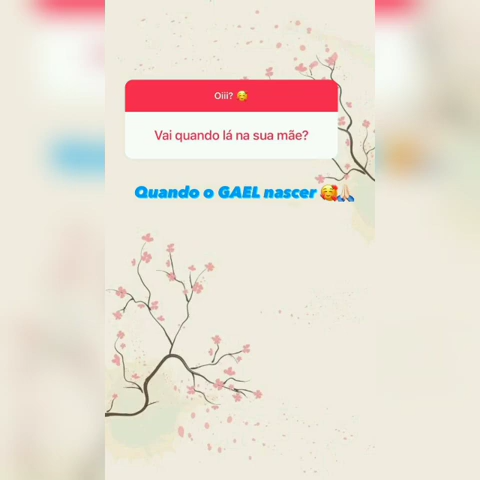 Oiii? 🥰
Vai quando lá na sua mãe?
Quando o GAEL nascer 🥰🙏🏻